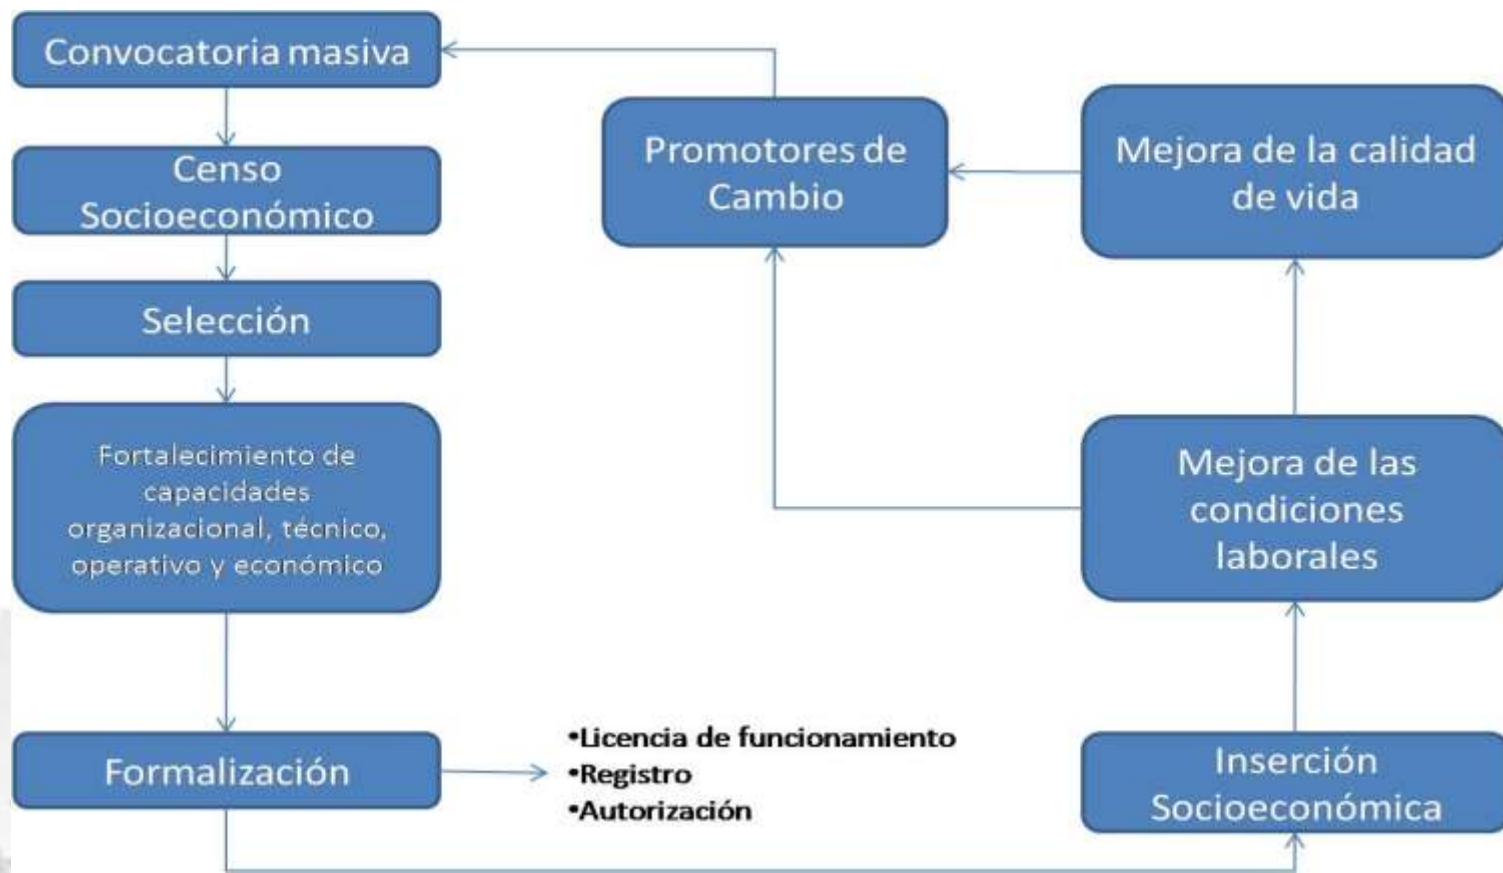 Convocatoria masiva
Censo
Socioeconómico
Selección
Fortalecimiento de
capacidades
organizacional, técnico,
operativo y económico
Formalización
•Licencia de funcionamiento
•Registro
•Autorización
Inserción
Socioeconómica
Mejora de las
condiciones
laborales
Mejora de la calidad
de vida
Promotores de
Cambio